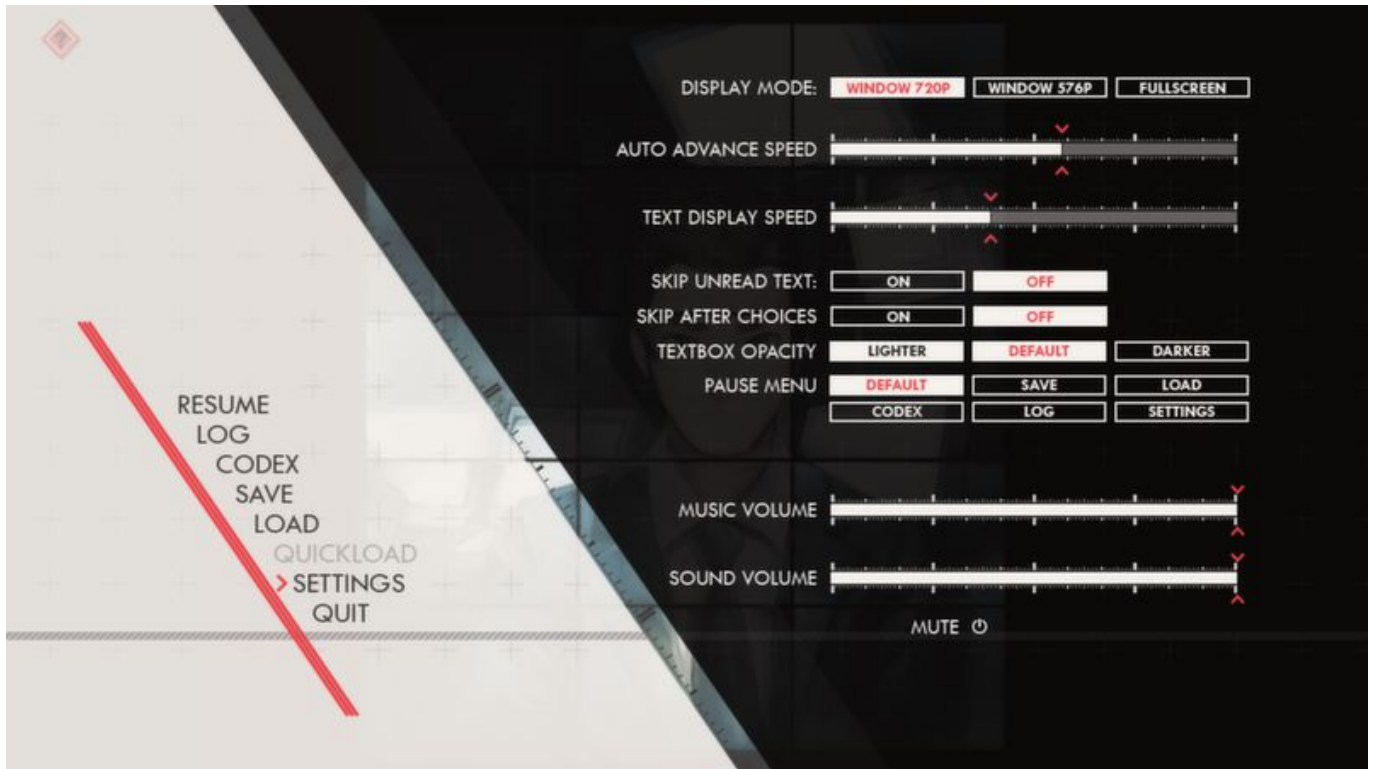 DISPLAY MODE: WINDOW 720P WINDOW 576P FULLSCREEN
AUTO ADVANCE SPEED
TEXT DISPLAY SPEED
SKIP UNREAD TEXT: ON OFF
SKIP AFTER CHOICES ON OFF
TEXTBOX OPACITY LIGHTER DEFAULT DARKER
PAUSE MENU DEFAULT SAVE LOAD
CODEX LOG SETTINGS
MUSIC VOLUME
SOUND VOLUME
MUTE
RESUME
LOG
CODEX
SAVE
LOAD
QUICKLOAD
SETTINGS
QUIT